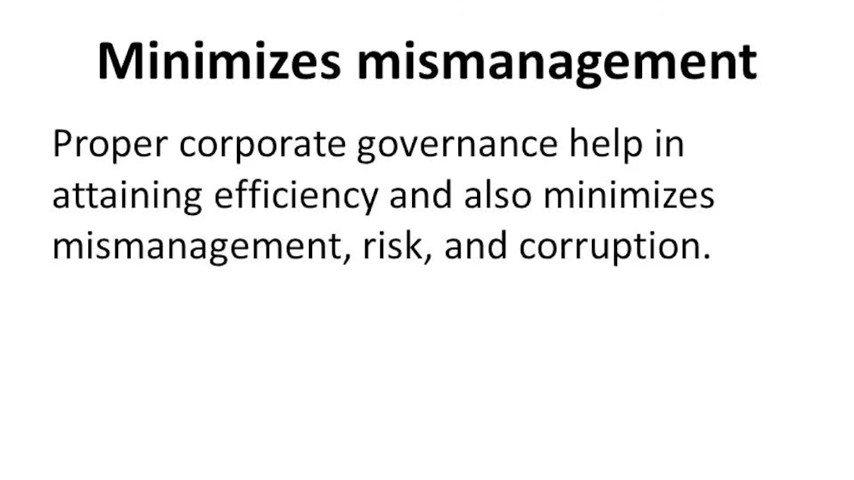 Minimizes mismanagement
Proper corporate governance help in
attaining efficiency and also minimizes
mismanagement, risk, and corruption.